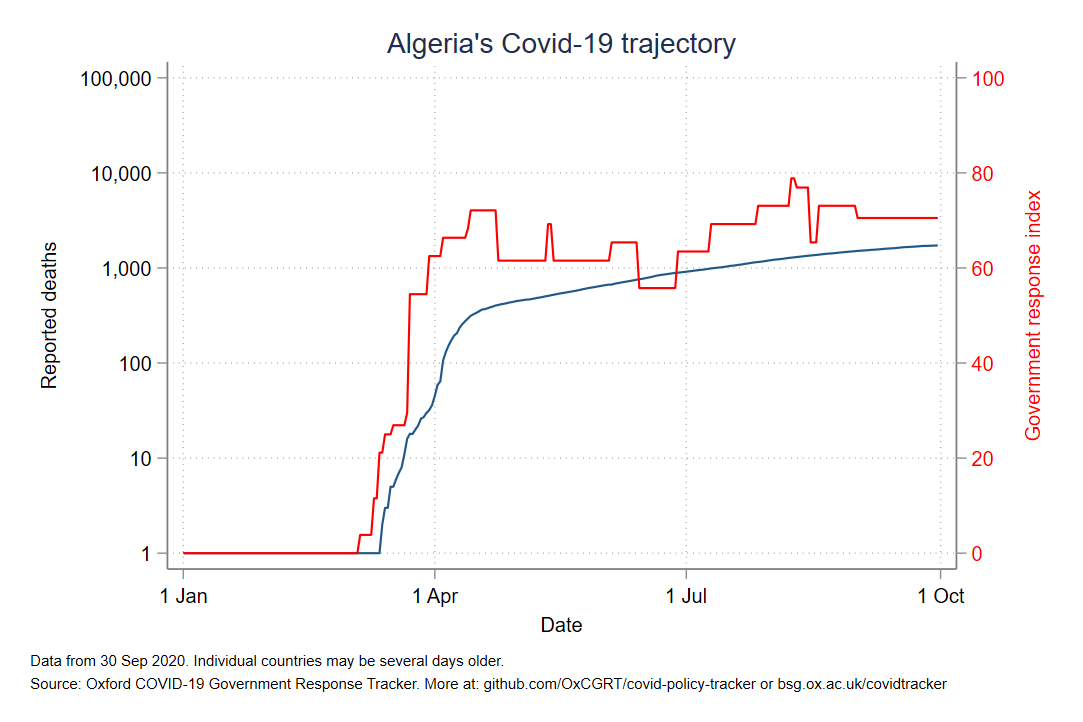 Algeria's Covid-19 trajectory
100,000
10,000
1,000
100
10
1
Reported deaths
100
80
60
40
20
0
Government response index
1 Jan
1 Apr
1 Jul
1 Oct
Date
Data from 30 Sep 2020. Individual countries may be several days older.
Source: Oxford COVID-19 Government Response Tracker. More at: github.com/OxCGRT/covid-policy-tracker or bsg.ox.ac.uk/covidtracker